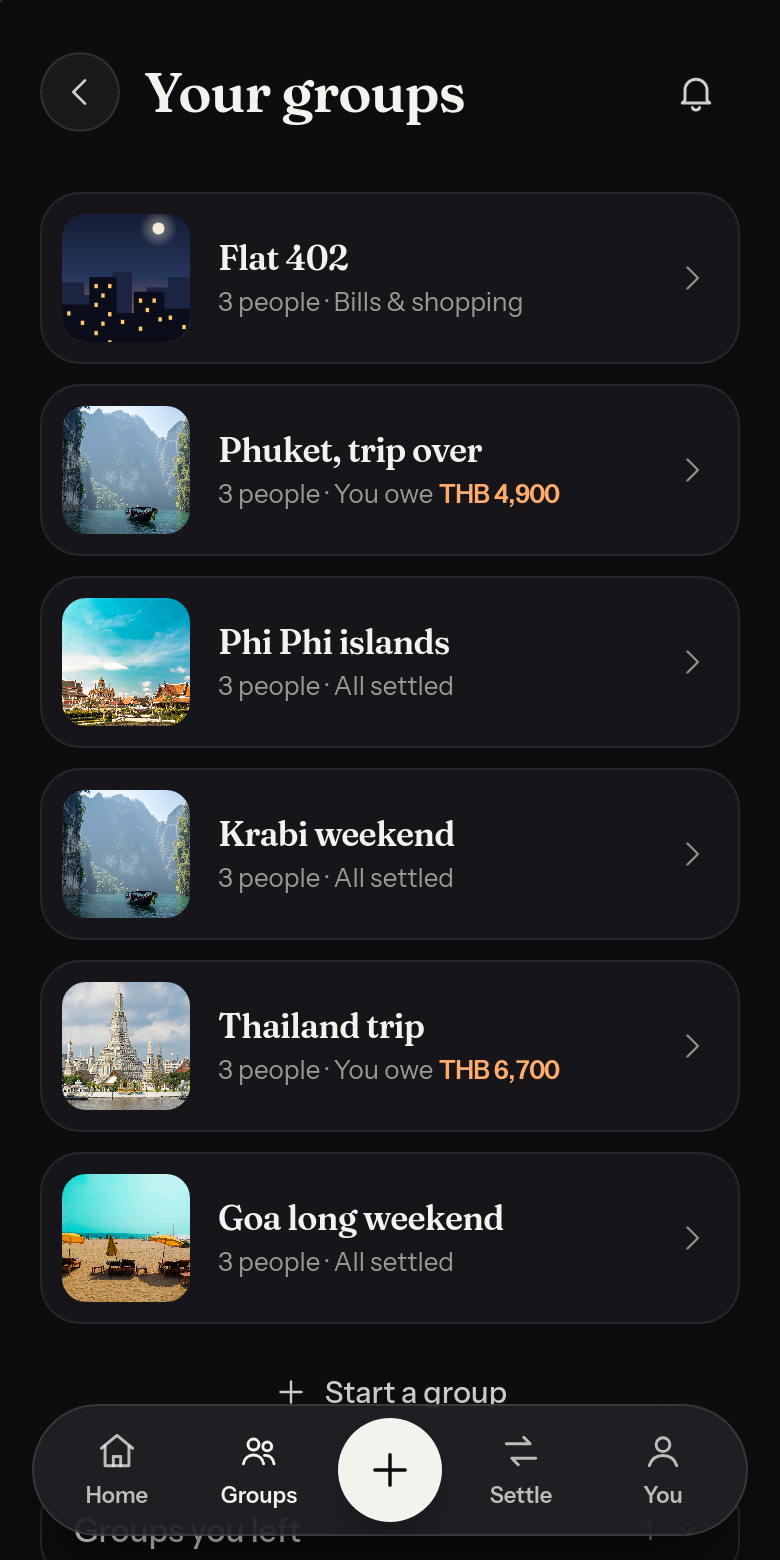 Your groups
Flat 402
3 people · Bills & shopping
Phuket, trip over
3 people · You owe THB 4,900
Phi Phi islands
3 people · All settled
Krabi weekend
3 people · All settled
Thailand trip
3 people · You owe THB 6,700
Goa long weekend
3 people · All settled
Start a group
Home Groups Settle You
Groups you left 1